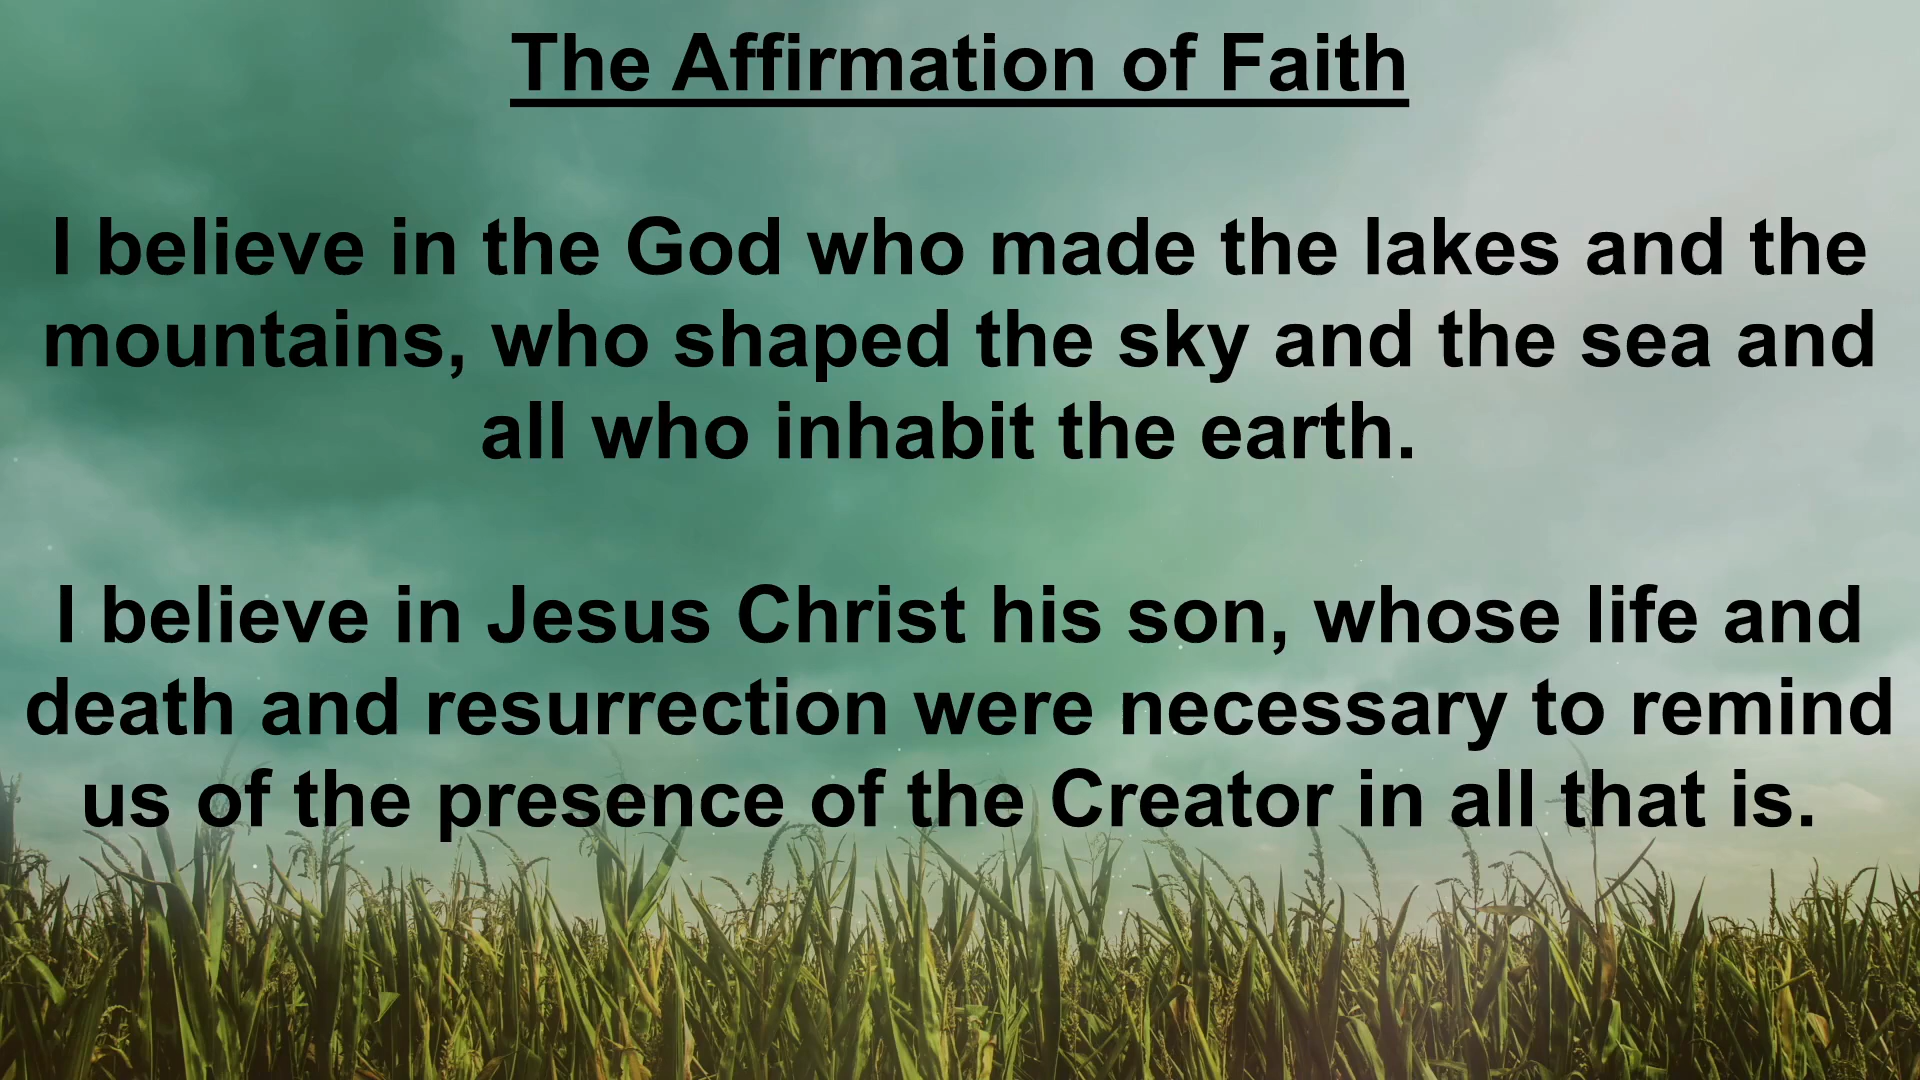 The Affirmation of Faith
I believe in the God who made the lakes and the
mountains, who shaped the sky and the sea and
all who inhabit the earth.
I believe in Jesus Christ his son, whose life and
death and resurrection were necessary to remind
us of the presence of the Creator in all that is.